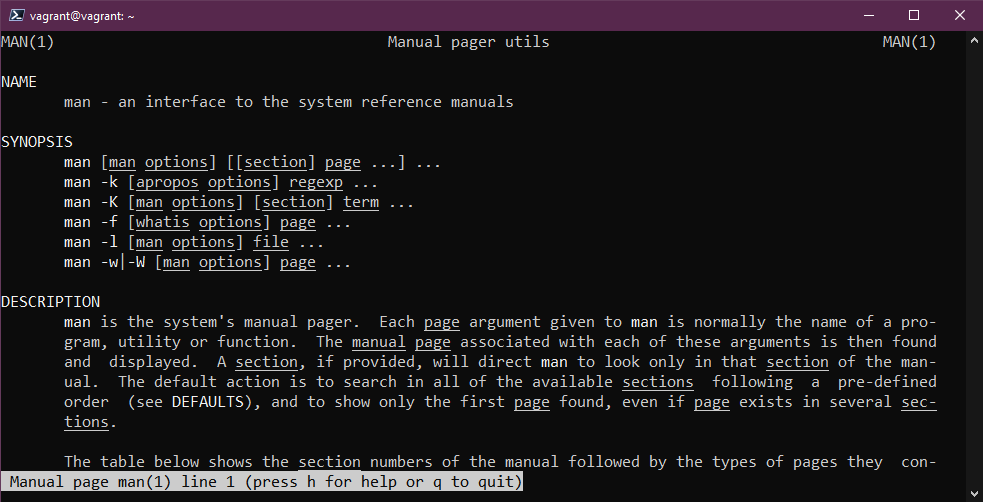 vagrant@vagrant: ~
MAN(1) Manual pager utils MAN(1)
NAME
man - an interface to the system reference manuals
SYNOPSIS
man [man options] [[section] page ...] ...
man -k [apropos options] regexp ...
man -K [man options] [section] term ...
man -f [whatis options] page ...
man -l [man options] file ...
man -w|-W [man options] page ...
DESCRIPTION
man is the system's manual pager. Each page argument given to man is normally the name of a pro-
gram, utility or function. The manual page associated with each of these arguments is then found
and displayed. A section, if provided, will direct man to look only in that section of the man-
ual. The default action is to search in all of the available sections following a pre-defined
order (see DEFAULTS), and to show only the first page found, even if page exists in several sec-
tions.
The table below shows the section numbers of the manual followed by the types of pages they con-
Manual page man(1) line 1 (press h for help or q to quit)